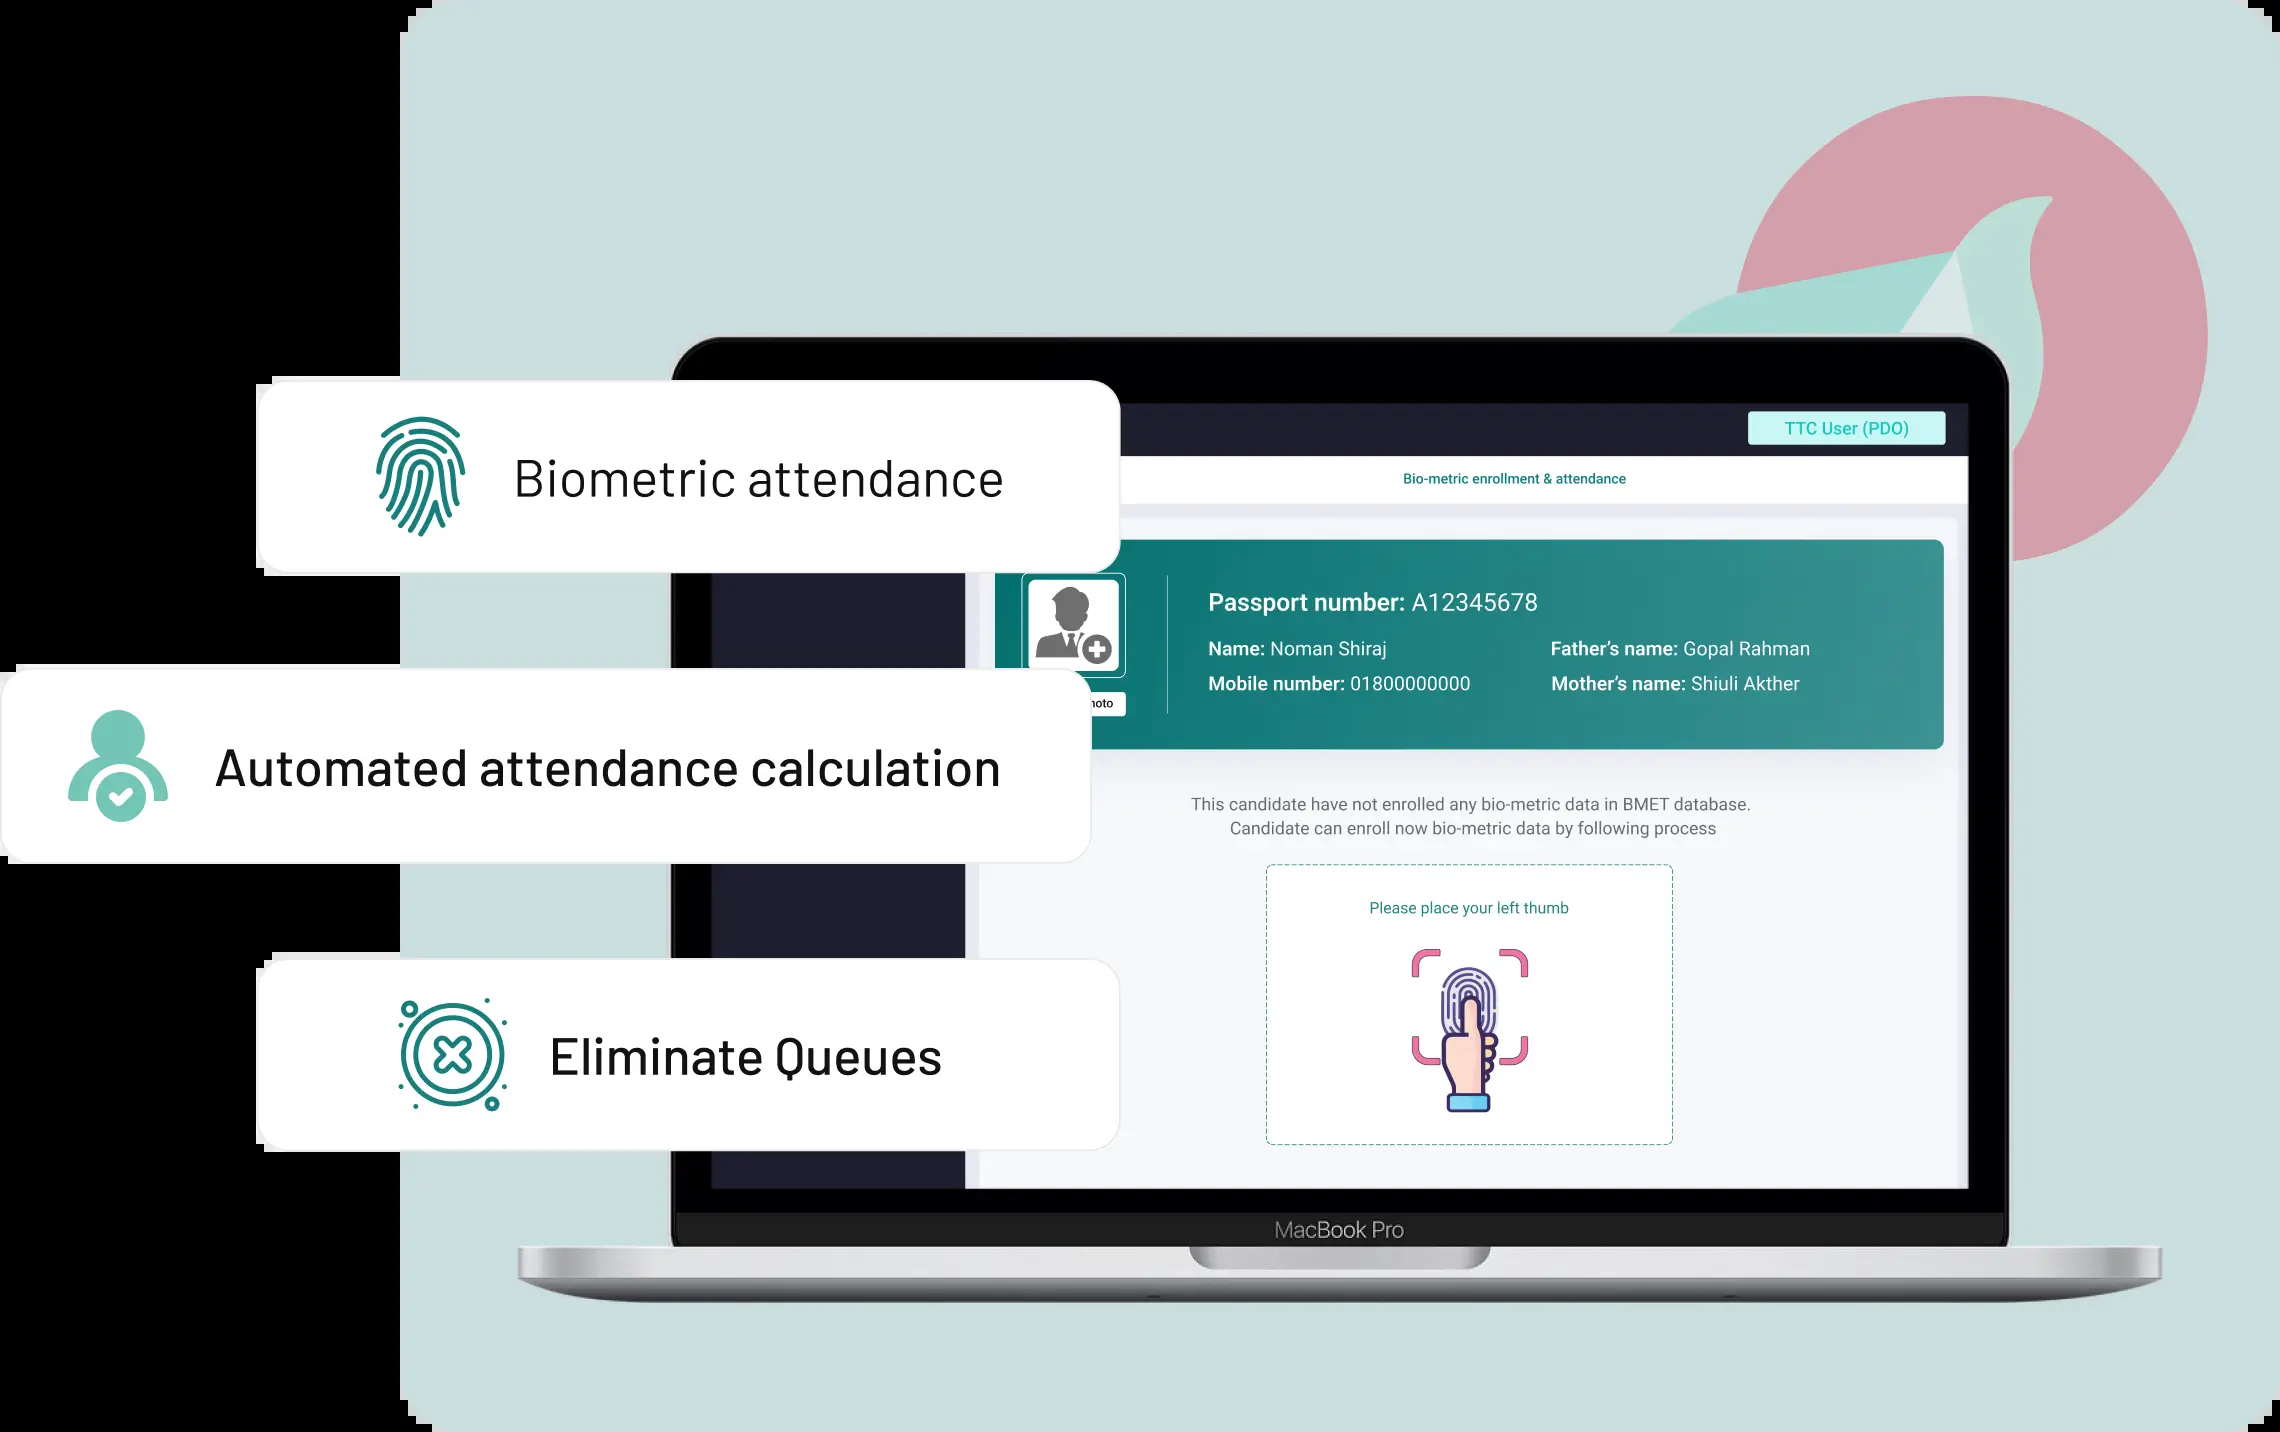 TTC User (PDO)
Biometric attendance
Bio-metric enrollment & attendance
Passport number: A12345678
Name: Noman Shiraj
Father’s name: Gopal Rahman
Mobile number: 01800000000
Mother’s name: Shiuli Akther
Automated attendance calculation
This candidate have not enrolled any bio-metric data in BMET database.
Candidate can enroll now bio-metric data by following process
Please place your left thumb
Eliminate Queues
MacBook Pro